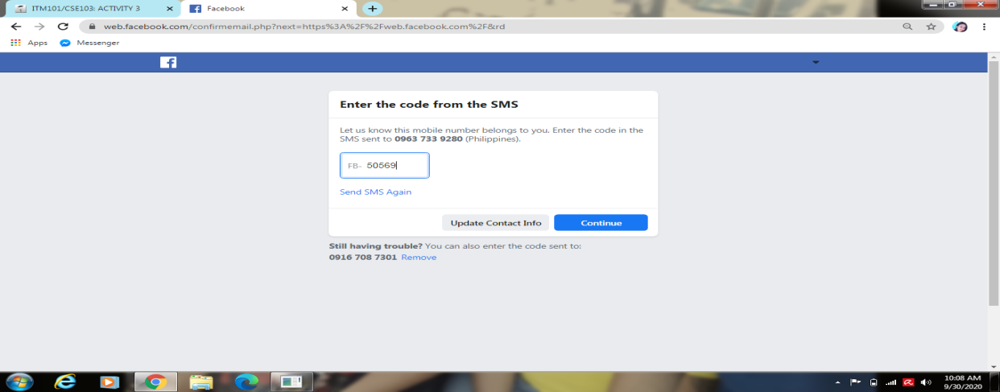 ITM101/CSE103: ACTIVITY 3
Facebook
web.facebook.com/confirmemail.php?next=https%3A%2F%2Fweb.facebook.com%2F&rd
Apps
Messenger
Enter the code from the SMS
Let us know this mobile number belongs to you. Enter the code in the
SMS sent to 0963 733 9280 (Philippines).
FB- 50569
Send SMS Again
Update Contact Info
Continue
Still having trouble? You can also enter the code sent to:
0916 708 7301 Remove
10:08 AM
9/30/2020